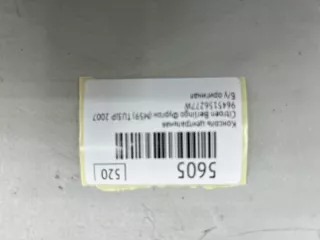 520
5605
Консоль центральная
Citroen Berlingo Фургон (M59) TU5JP 2007
9645156277W
Б/у оригинал